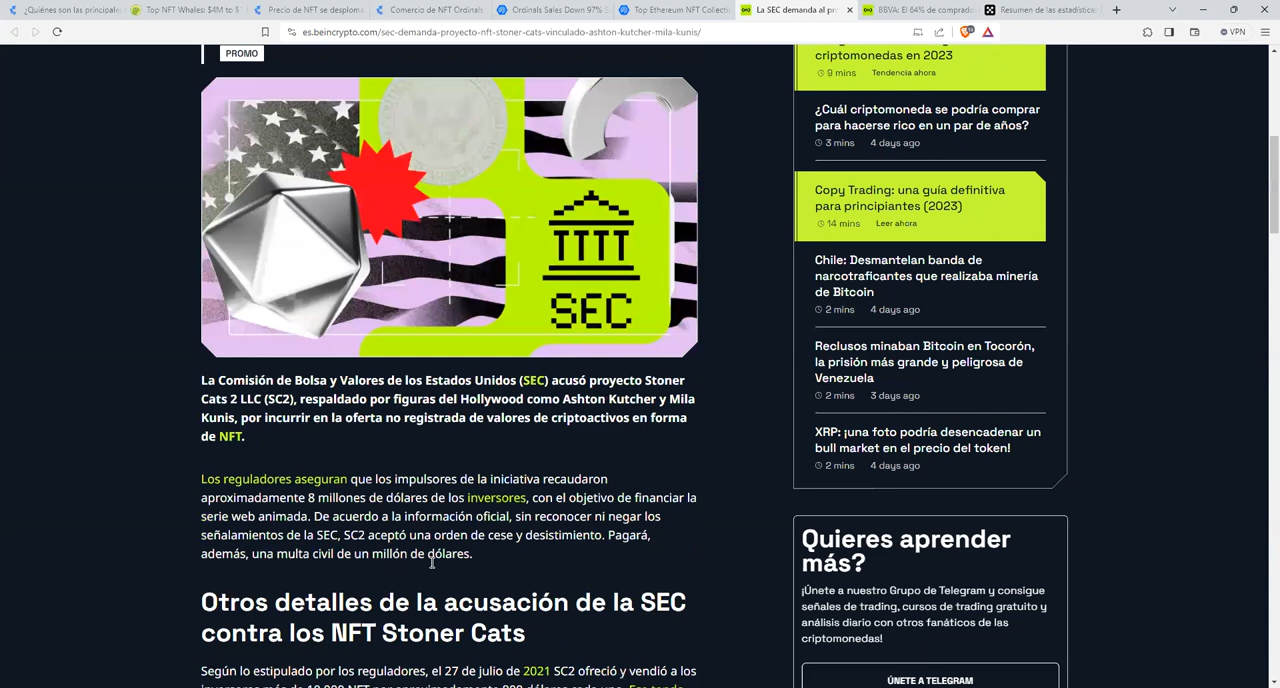 ¿Quiénes son las principale
Top NFT Whales: $4M to $
Precio de NFT se desplom
Comercio de NFT Ordinals
Ordinals Sales Down 97% S
Top Ethereum NFT Collecti
La SEC demanda al pr
BBVA: El 64% de comprado
Resumen de las estadística
es.beincrypto.com/sec-demanda-proyecto-nft-stoner-cats-vinculado-ashton-kutcher-mila-kunis/
VPN
PROMO
SEC
La Comisión de Bolsa y Valores de los Estados Unidos (SEC) acusó proyecto Stoner
Cats 2 LLC (SC2), respaldado por figuras del Hollywood como Ashton Kutcher y Mila
Kunis, por incurrir en la oferta no registrada de valores de criptoactivos en forma
de NFT.
Los reguladores aseguran que los impulsores de la iniciativa recaudaron
aproximadamente 8 millones de dólares de los inversores, con el objetivo de financiar la
serie web animada. De acuerdo a la información oficial, sin reconocer ni negar los
señalamientos de la SEC, SC2 aceptó una orden de cese y desistimiento. Pagará,
además, una multa civil de un millón de dólares.
Otros detalles de la acusación de la SEC
contra los NFT Stoner Cats
Según lo estipulado por los reguladores, el 27 de julio de 2021 SC2 ofreció y vendió a los
criptomonedas en 2023
9 mins Tendencia ahora
¿Cuál criptomoneda se podría comprar
para hacerse rico en un par de años?
3 mins 4 days ago
Copy Trading: una guía definitiva
para principiantes (2023)
14 mins Leer ahora
Chile: Desmantelan banda de
narcotraficantes que realizaba minería
de Bitcoin
2 mins 4 days ago
Reclusos minaban Bitcoin en Tocorón,
la prisión más grande y peligrosa de
Venezuela
2 mins 3 days ago
XRP: ¡una foto podría desencadenar un
bull market en el precio del token!
2 mins 4 days ago
Quieres aprender
más?
¡Únete a nuestro Grupo de Telegram y consigue
señales de trading, cursos de trading gratuito y
análisis diario con otros fanáticos de las
criptomonedas!
ÚNETE A TELEGRAM